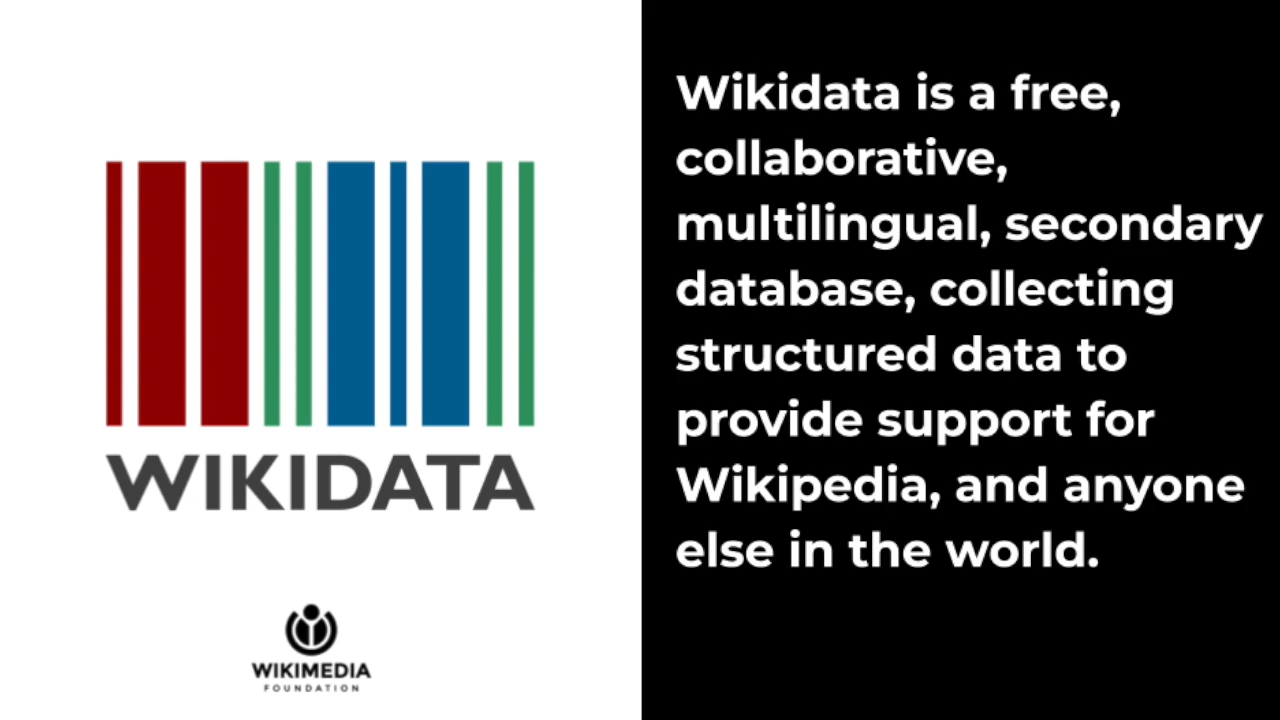 WIKIDATA
WIKIMEDIA
FOUNDATION
Wikidata is a free,
collaborative,
multilingual, secondary
database, collecting
structured data to
provide support for
Wikipedia, and anyone
else in the world.